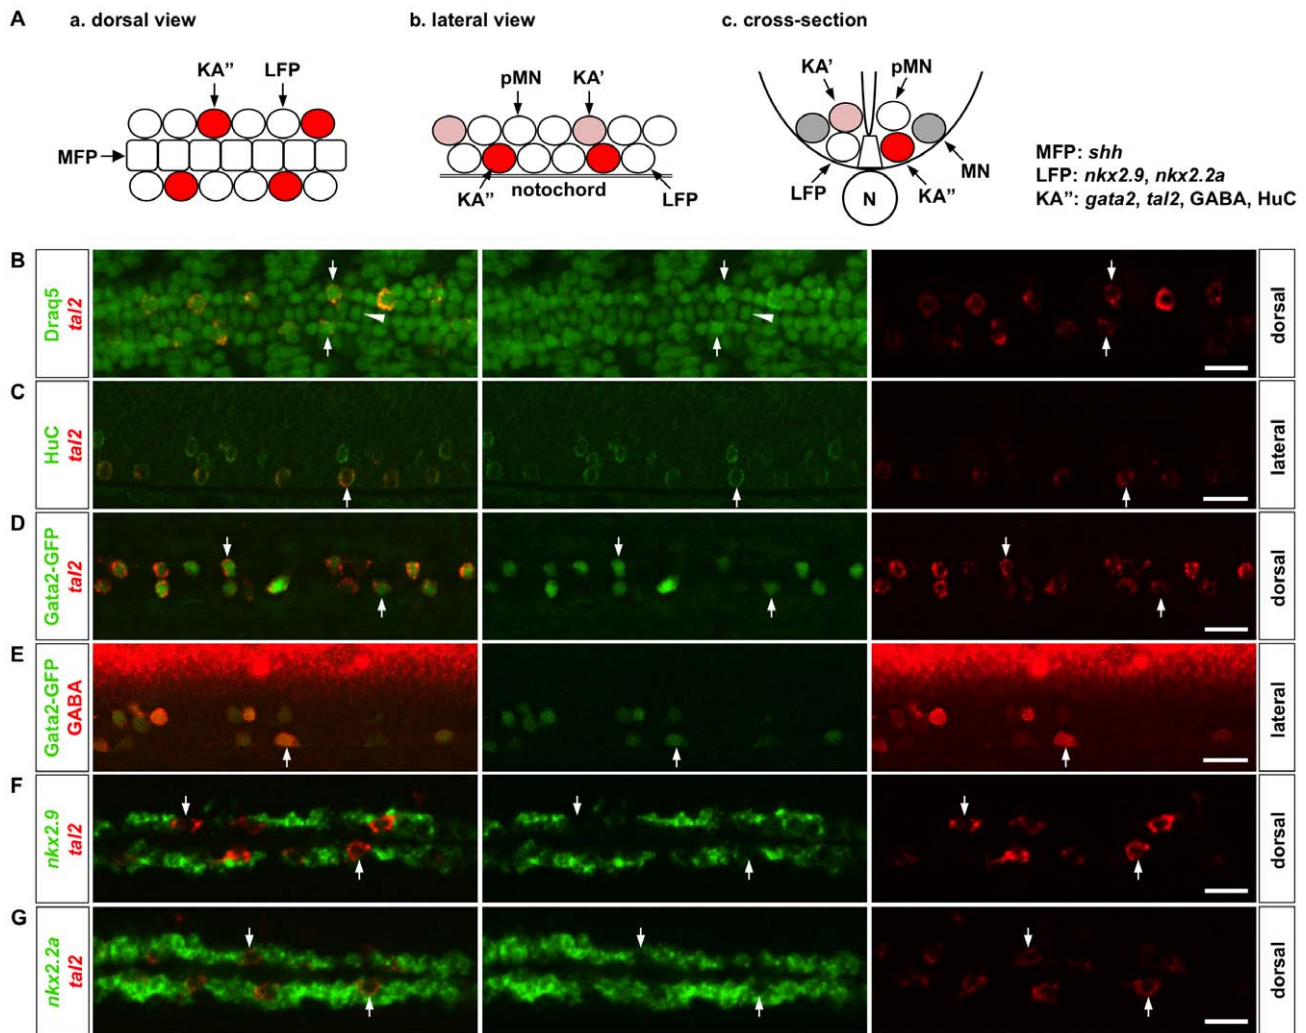 A
a. dorsal view
b. lateral view
c. cross-section
KA” LFP
MFP
pMN KA’
KA” notochord LFP
KA’ pMN
LFP N KA” MN
MFP: shh
LFP: nkx2.9, nkx2.2a
KA”: gata2, tal2, GABA, HuC
B
Draq5
tal2
dorsal
C
HuC
tal2
lateral
D
Gata2-GFP
tal2
dorsal
E
Gata2-GFP
GABA
lateral
F
nkx2.9
tal2
dorsal
G
nkx2.2a
tal2
dorsal